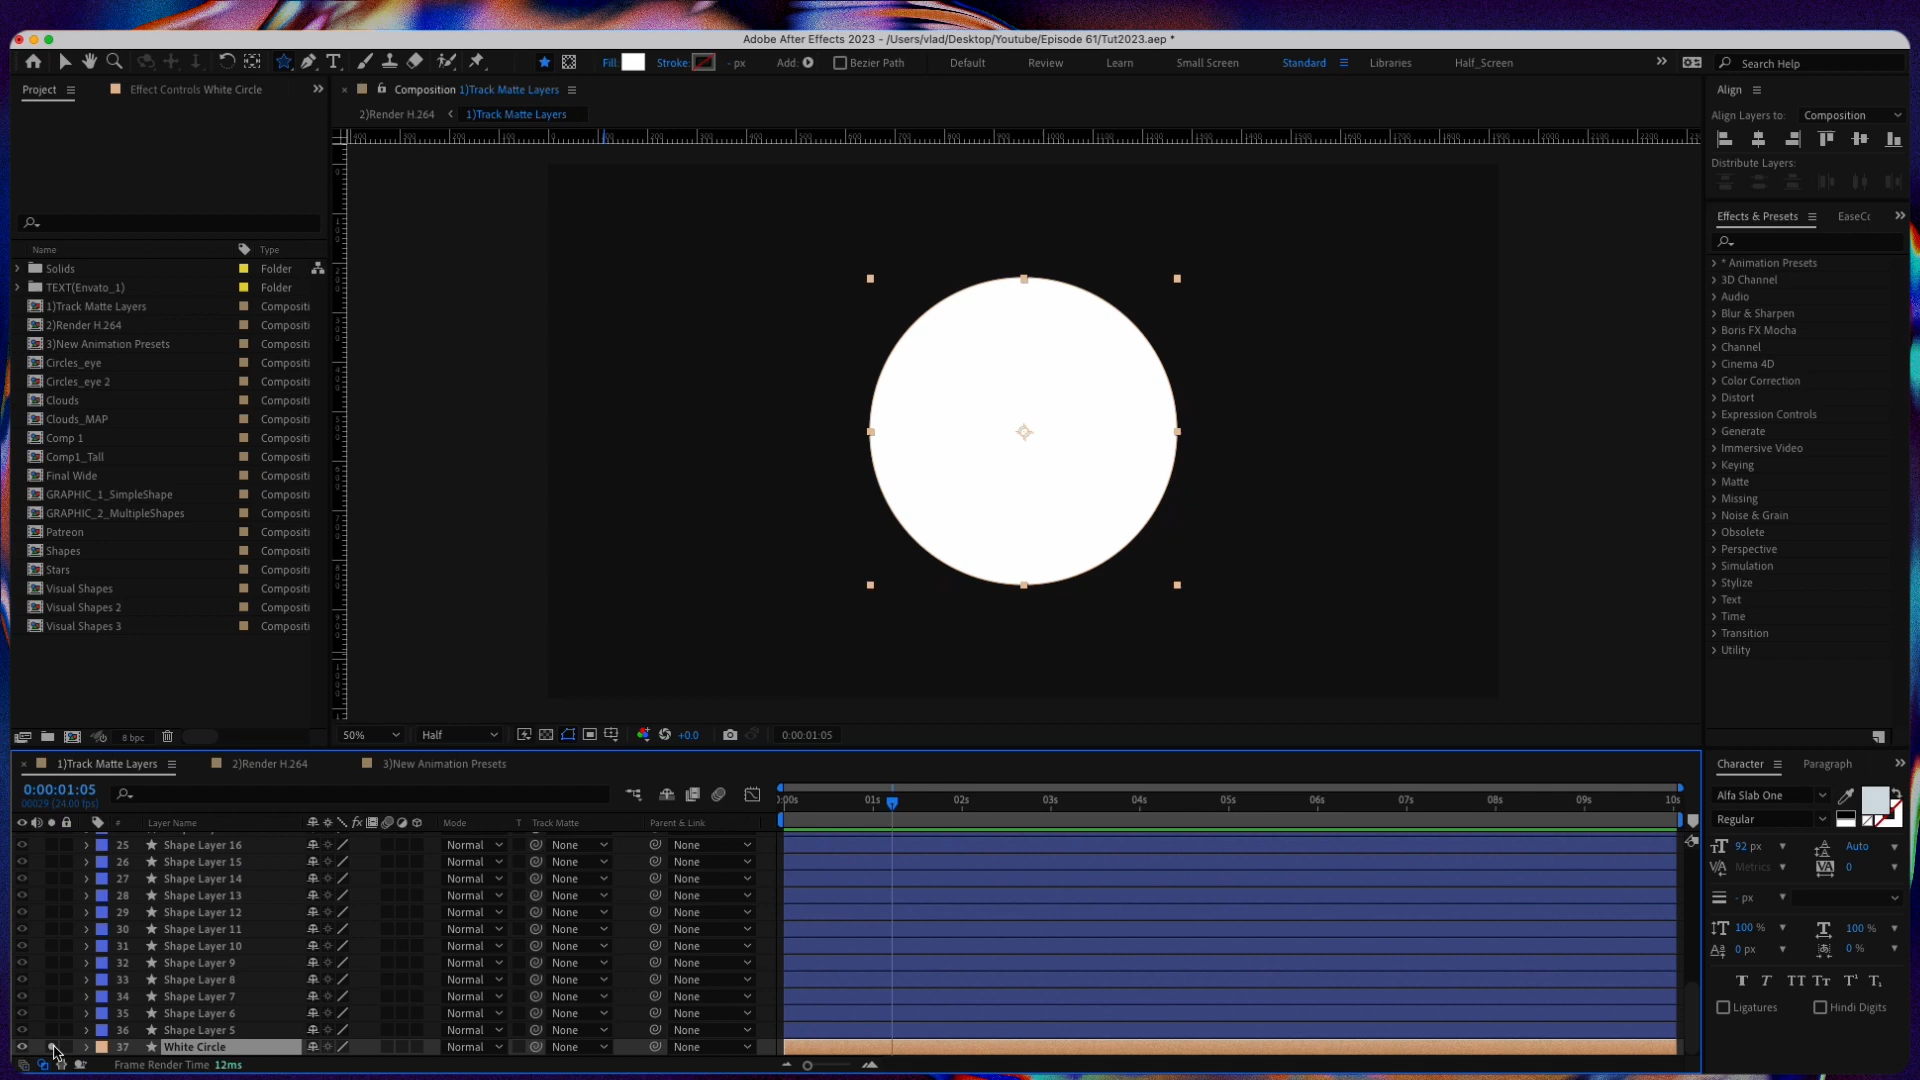 Adobe After Effects 2023 - /Users/vlad/Desktop/Youtube/Episode 61/Tut2023.aep *
Fill: Stroke: - px Add: Bezier Path Default Review Learn Small Screen Standard Libraries Half_Screen Search Help
Project Effect Controls White Circle
Composition 1)Track Matte Layers
2)Render H.264 1)Track Matte Layers
Align
Align Layers to: Composition
Distribute Layers:
Effects & Presets EaseCo
* Animation Presets
3D Channel
Audio
Blur & Sharpen
Boris FX Mocha
Channel
Cinema 4D
Color Correction
Distort
Expression Controls
Generate
Immersive Video
Keying
Matte
Missing
Noise & Grain
Obsolete
Perspective
Simulation
Stylize
Text
Time
Transition
Utility
Name Type
Solids Folder
TEXT(Envato_1) Folder
1)Track Matte Layers Compositi
2)Render H.264 Compositi
3)New Animation Presets Compositi
Circles_eye Compositi
Circles_eye 2 Compositi
Clouds Compositi
Clouds_MAP Compositi
Comp 1 Compositi
Comp1_Tall Compositi
Final Wide Compositi
GRAPHIC_1_SimpleShape Compositi
GRAPHIC_2_MultipleShapes Compositi
Patreon Compositi
Shapes Compositi
Stars Compositi
Visual Shapes Compositi
Visual Shapes 2 Compositi
Visual Shapes 3 Compositi
8 bpc
50% Half +0.0 0:00:01:05
1)Track Matte Layers 2)Render H.264 3)New Animation Presets
0:00:01:05
00029 (24.00 fps)
:00s 01s 02s 03s 04s 05s 06s 07s 08s 09s 10s
# Layer Name Mode T Track Matte Parent & Link
25 Shape Layer 16 Normal None None
26 Shape Layer 15 Normal None None
27 Shape Layer 14 Normal None None
28 Shape Layer 13 Normal None None
29 Shape Layer 12 Normal None None
30 Shape Layer 11 Normal None None
31 Shape Layer 10 Normal None None
32 Shape Layer 9 Normal None None
33 Shape Layer 8 Normal None None
34 Shape Layer 7 Normal None None
35 Shape Layer 6 Normal None None
36 Shape Layer 5 Normal None None
37 White Circle Normal None None
Frame Render Time 12ms
Character Paragraph
Alfa Slab One
Regular
92 px Auto
Metrics 0
- px
100 % 100 %
0 px 0 %
Ligatures Hindi Digits